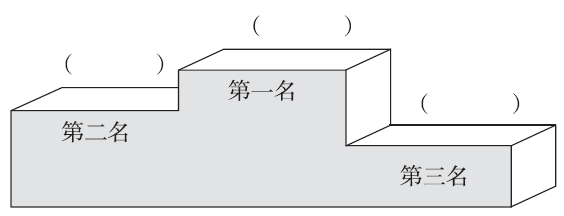 (　　　)
(　　　)
第一名
(　　　)
第二名
第三名